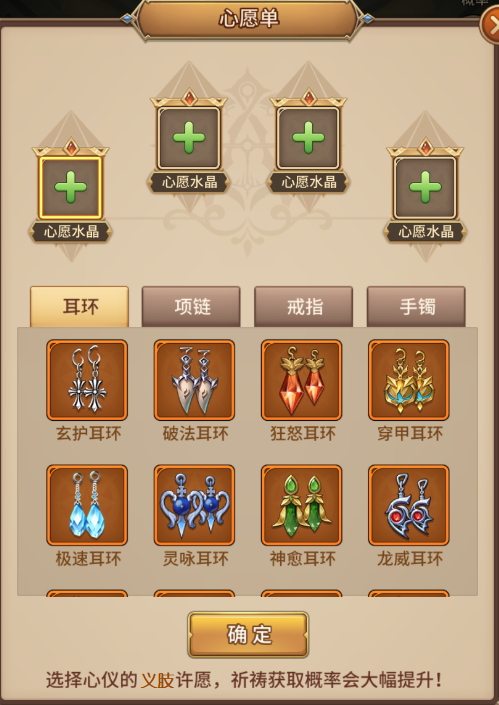 概率
心愿单
心愿水晶 心愿水晶
心愿水晶 心愿水晶
耳环 项链 戒指 手镯
玄护耳环 破法耳环 狂怒耳环 穿甲耳环
极速耳环 灵咏耳环 神愈耳环 龙威耳环
确定
选择心仪的义肢许愿，祈祷获取概率会大幅提升！